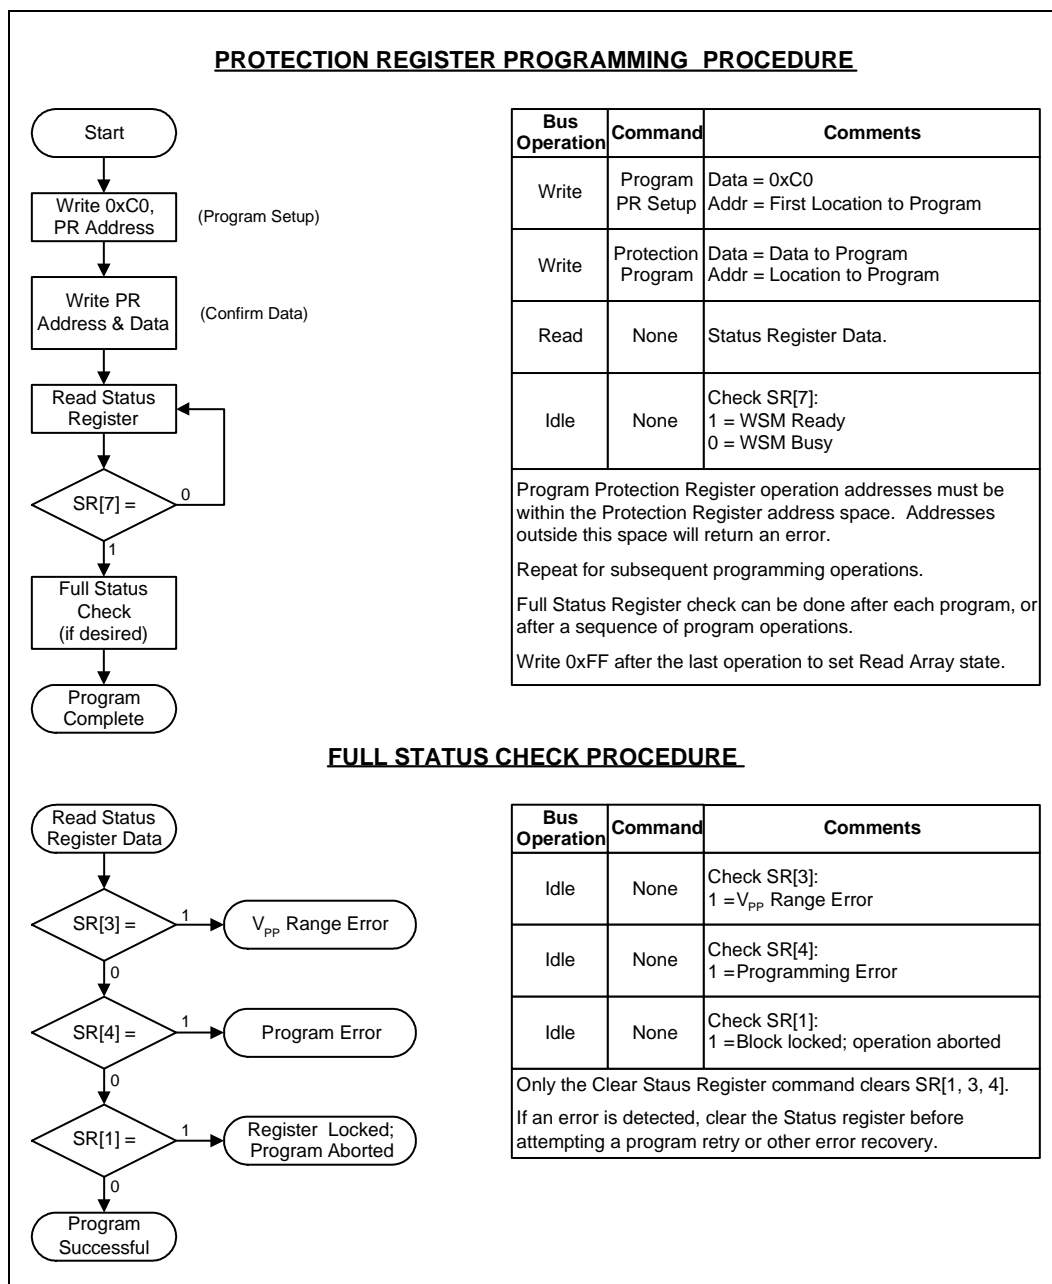 PROTECTION REGISTER PROGRAMMING PROCEDURE
Start
Write 0xC0,
PR Address
(Program Setup)
Write PR
Address & Data
(Confirm Data)
Read Status
Register
SR[7] =
0
1
Full Status
Check
(if desired)
Program
Complete
Bus
Operation
Command
Comments
Write
Program
PR Setup
Data = 0xC0
Addr = First Location to Program
Write
Protection
Program
Data = Data to Program
Addr = Location to Program
Read
None
Status Register Data.
Idle
None
Check SR[7]:
1 = WSM Ready
0 = WSM Busy
Program Protection Register operation addresses must be
within the Protection Register address space. Addresses
outside this space will return an error.
Repeat for subsequent programming operations.
Full Status Register check can be done after each program, or
after a sequence of program operations.
Write 0xFF after the last operation to set Read Array state.
FULL STATUS CHECK PROCEDURE
Read Status
Register Data
SR[3] =
1
VPP Range Error
0
SR[4] =
1
Program Error
0
SR[1] =
1
Register Locked;
Program Aborted
0
Program
Successful
Bus
Operation
Command
Comments
Idle
None
Check SR[3]:
1 =VPP Range Error
Idle
None
Check SR[4]:
1 =Programming Error
Idle
None
Check SR[1]:
1 =Block locked; operation aborted
Only the Clear Staus Register command clears SR[1, 3, 4].
If an error is detected, clear the Status register before
attempting a program retry or other error recovery.